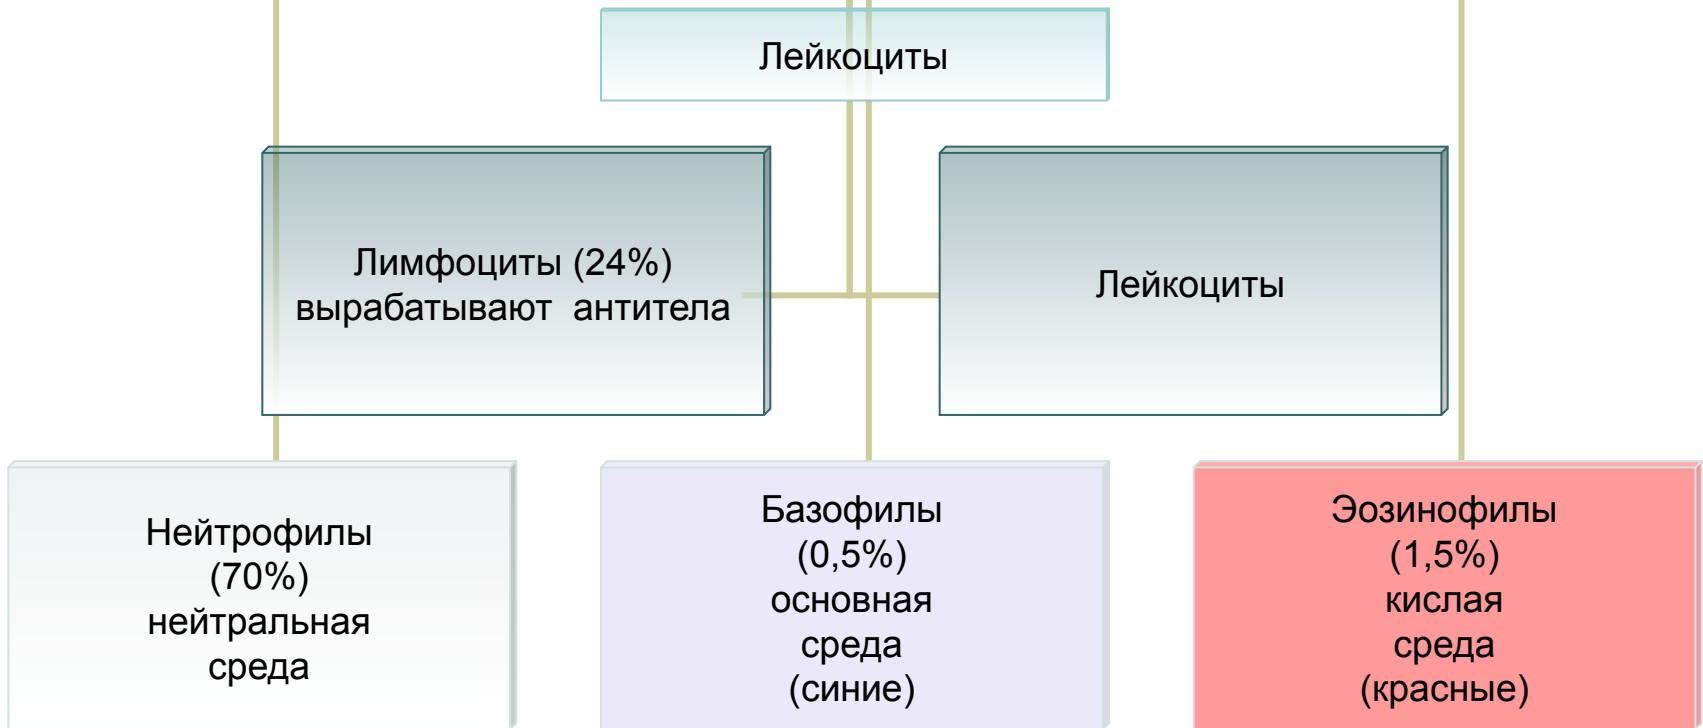 Лейкоциты
Лимфоциты (24%)
вырабатывают антитела
Лейкоциты
Нейтрофилы
(70%)
нейтральная
среда
Базофилы
(0,5%)
основная
среда
(синие)
Эозинофилы
(1,5%)
кислая
среда
(красные)